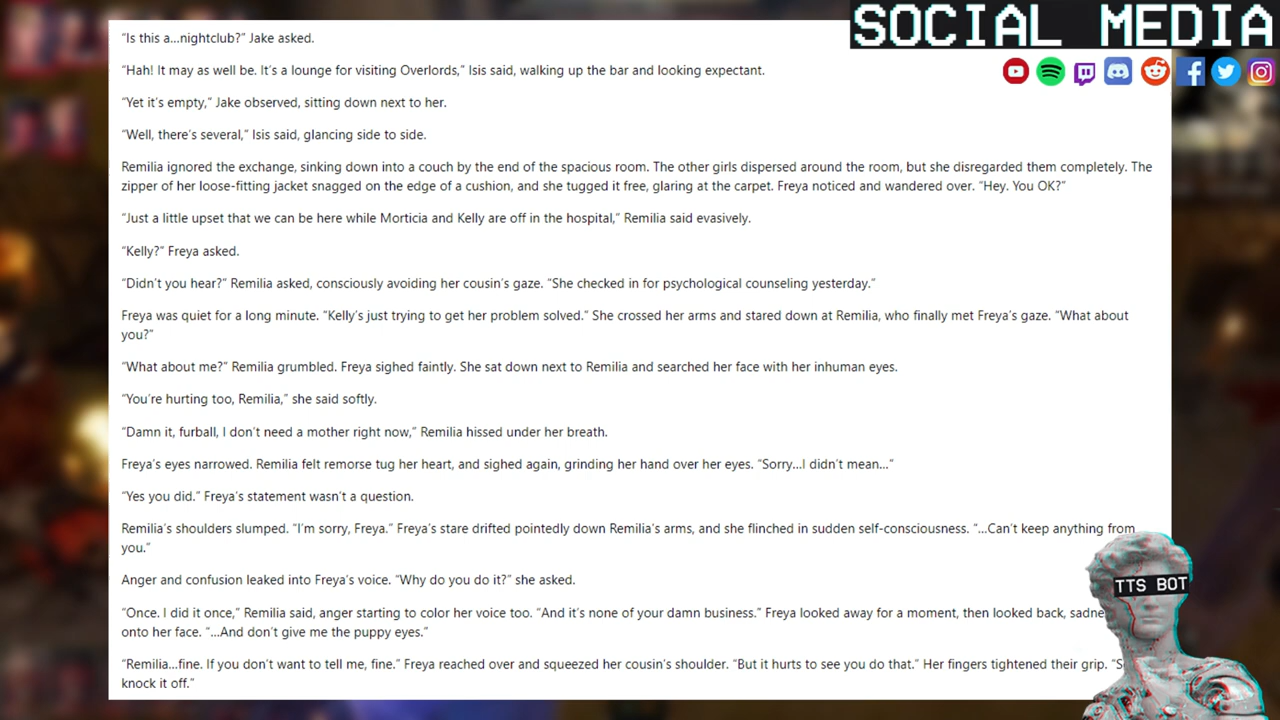 SOCIAL MEDIA
“Is this a...nightclub?” Jake asked.
“Hah! It may as well be. It’s a lounge for visiting Overlords,” Isis said, walking up the bar and looking expectant.
“Yet it’s empty,” Jake observed, sitting down next to her.
“Well, there’s several,” Isis said, glancing side to side.
Remilia ignored the exchange, sinking down into a couch by the end of the spacious room. The other girls dispersed around the room, but she disregarded them completely. The
zipper of her loose-fitting jacket snagged on the edge of a cushion, and she tugged it free, glaring at the carpet. Freya noticed and wandered over. “Hey. You OK?”
“Just a little upset that we can be here while Morticia and Kelly are off in the hospital,” Remilia said evasively.
“Kelly?” Freya asked.
“Didn’t you hear?” Remilia asked, consciously avoiding her cousin’s gaze. “She checked in for psychological counseling yesterday.”
Freya was quiet for a long minute. “Kelly’s just trying to get her problem solved.” She crossed her arms and stared down at Remilia, who finally met Freya’s gaze. “What about
you?”
“What about me?” Remilia grumbled. Freya sighed faintly. She sat down next to Remilia and searched her face with her inhuman eyes.
“You’re hurting too, Remilia,” she said softly.
“Damn it, furball, I don’t need a mother right now,” Remilia hissed under her breath.
Freya’s eyes narrowed. Remilia felt remorse tug her heart, and sighed again, grinding her hand over her eyes. “Sorry...I didn’t mean...”
“Yes you did.” Freya’s statement wasn’t a question.
Remilia’s shoulders slumped. “I’m sorry, Freya.” Freya’s stare drifted pointedly down Remilia’s arms, and she flinched in sudden self-consciousness. “...Can’t keep anything from
you.”
Anger and confusion leaked into Freya’s voice. “Why do you do it?” she asked.
“Once. I did it once,” Remilia said, anger starting to color her voice too. “And it’s none of your damn business.” Freya looked away for a moment, then looked back,
onto her face. “...And don’t give me the puppy eyes.”
“Remilia...fine. If you don’t want to tell me, fine.” Freya reached over and squeezed her cousin’s shoulder. “But it hurts to see you do that.” Her fingers tightened their grip.
knock it off.”
TTS BOT